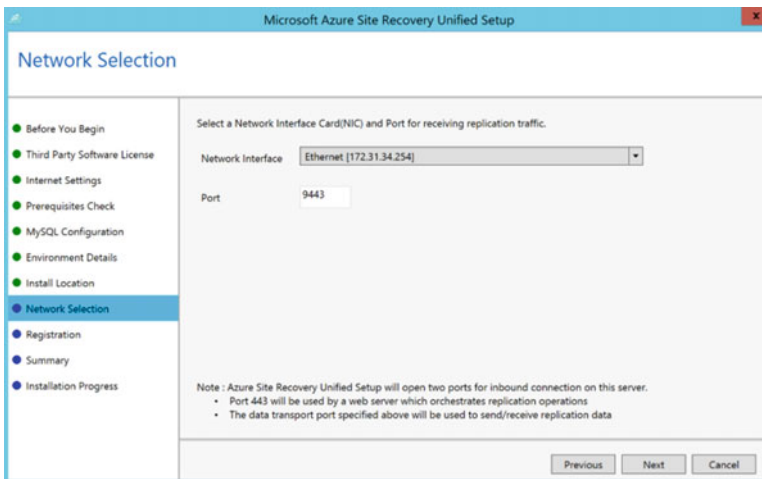 Microsoft Azure Site Recovery Unified Setup
x
Network Selection
Before You Begin
Third Party Software License
Internet Settings
Prerequisites Check
MySQL Configuration
Environment Details
Install Location
Network Selection
Registration
Summary
Installation Progress
Select a Network Interface Card(NIC) and Port for receiving replication traffic.
Network Interface Ethernet [172.31.34.254]
Port 9443
Note : Azure Site Recovery Unified Setup will open two ports for inbound connection on this server.
• Port 443 will be used by a web server which orchestrates replication operations
• The data transport port specified above will be used to send/receive replication data
Previous Next Cancel